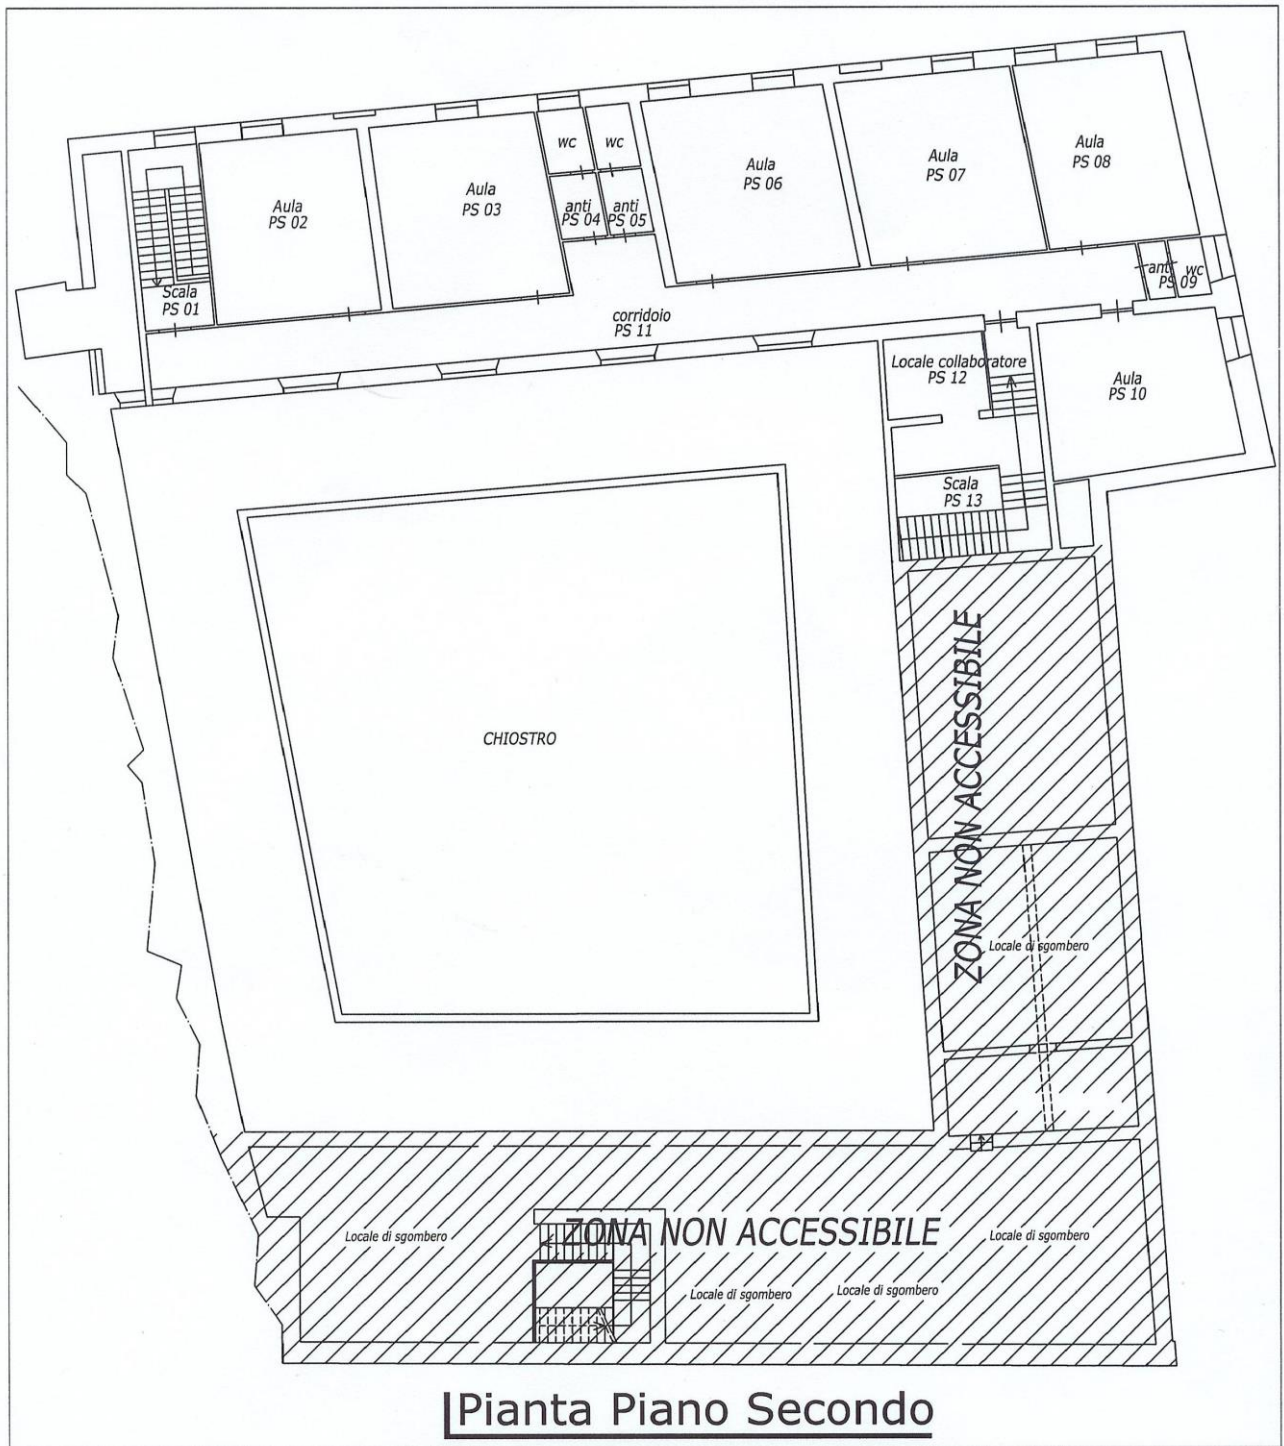 wc
wc
Aula
PS 08
Aula
PS 07
Aula
PS 06
Aula
PS 03
Aula
PS 02
anti
PS 04
anti
PS 05
anti
PS 09
wc
Scala
PS 01
corridoio
PS 11
Locale collaboratore
PS 12
Aula
PS 10
Scala
PS 13
CHIOSTRO
ZONA NON ACCESSIBILE
Locale di sgombero
Locale di sgombero
ZONA NON ACCESSIBILE
Locale di sgombero
Locale di sgombero
Locale di sgombero
Pianta Piano Secondo